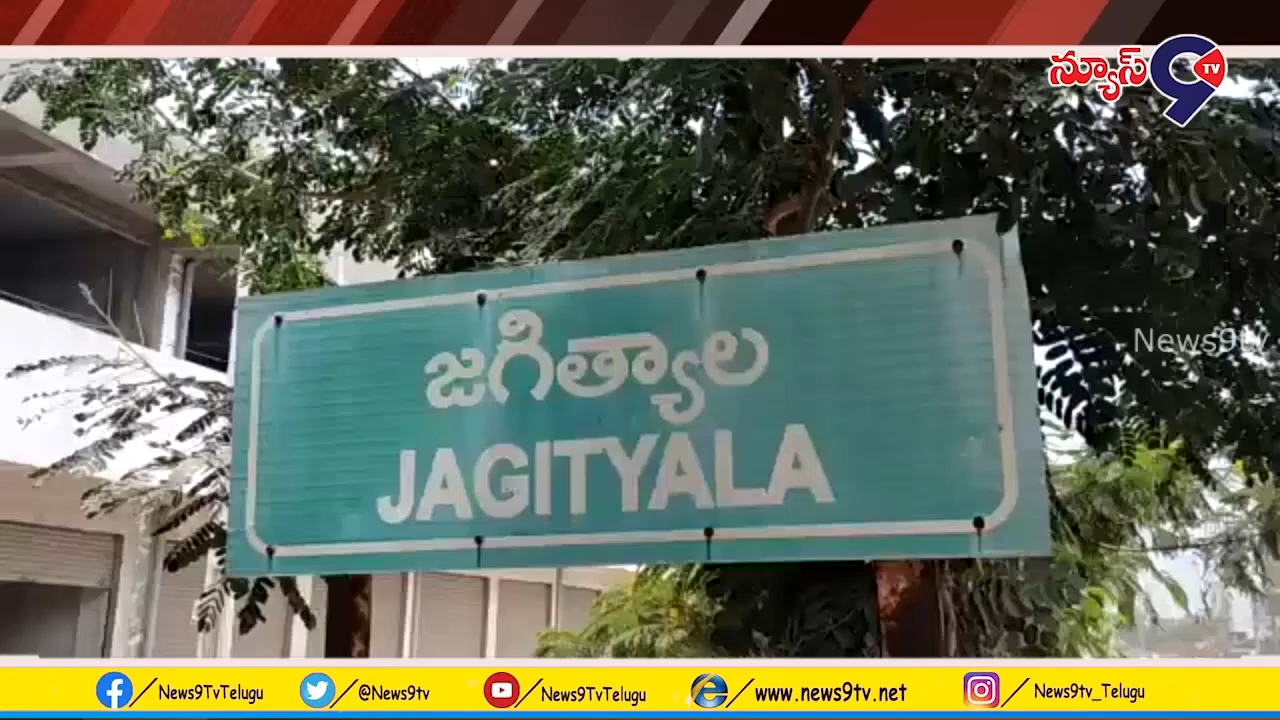 న్యూస్ 9 TV
జగిత్యాల
JAGITYALA
News9tv
/News9TvTelugu /@News9tv /News9TvTelugu /www.news9tv.net /News9tv_Telugu